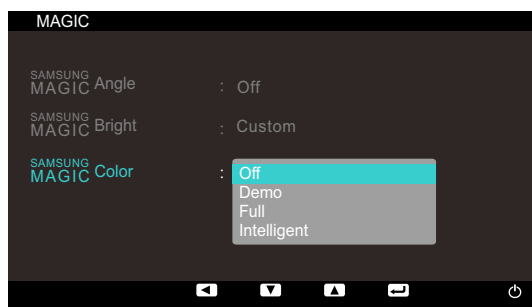 MAGIC
SAMSUNG
MAGIC Angle : Off
SAMSUNG
MAGIC Bright : Custom
SAMSUNG
MAGIC Color : Off
Demo
Full
Intelligent